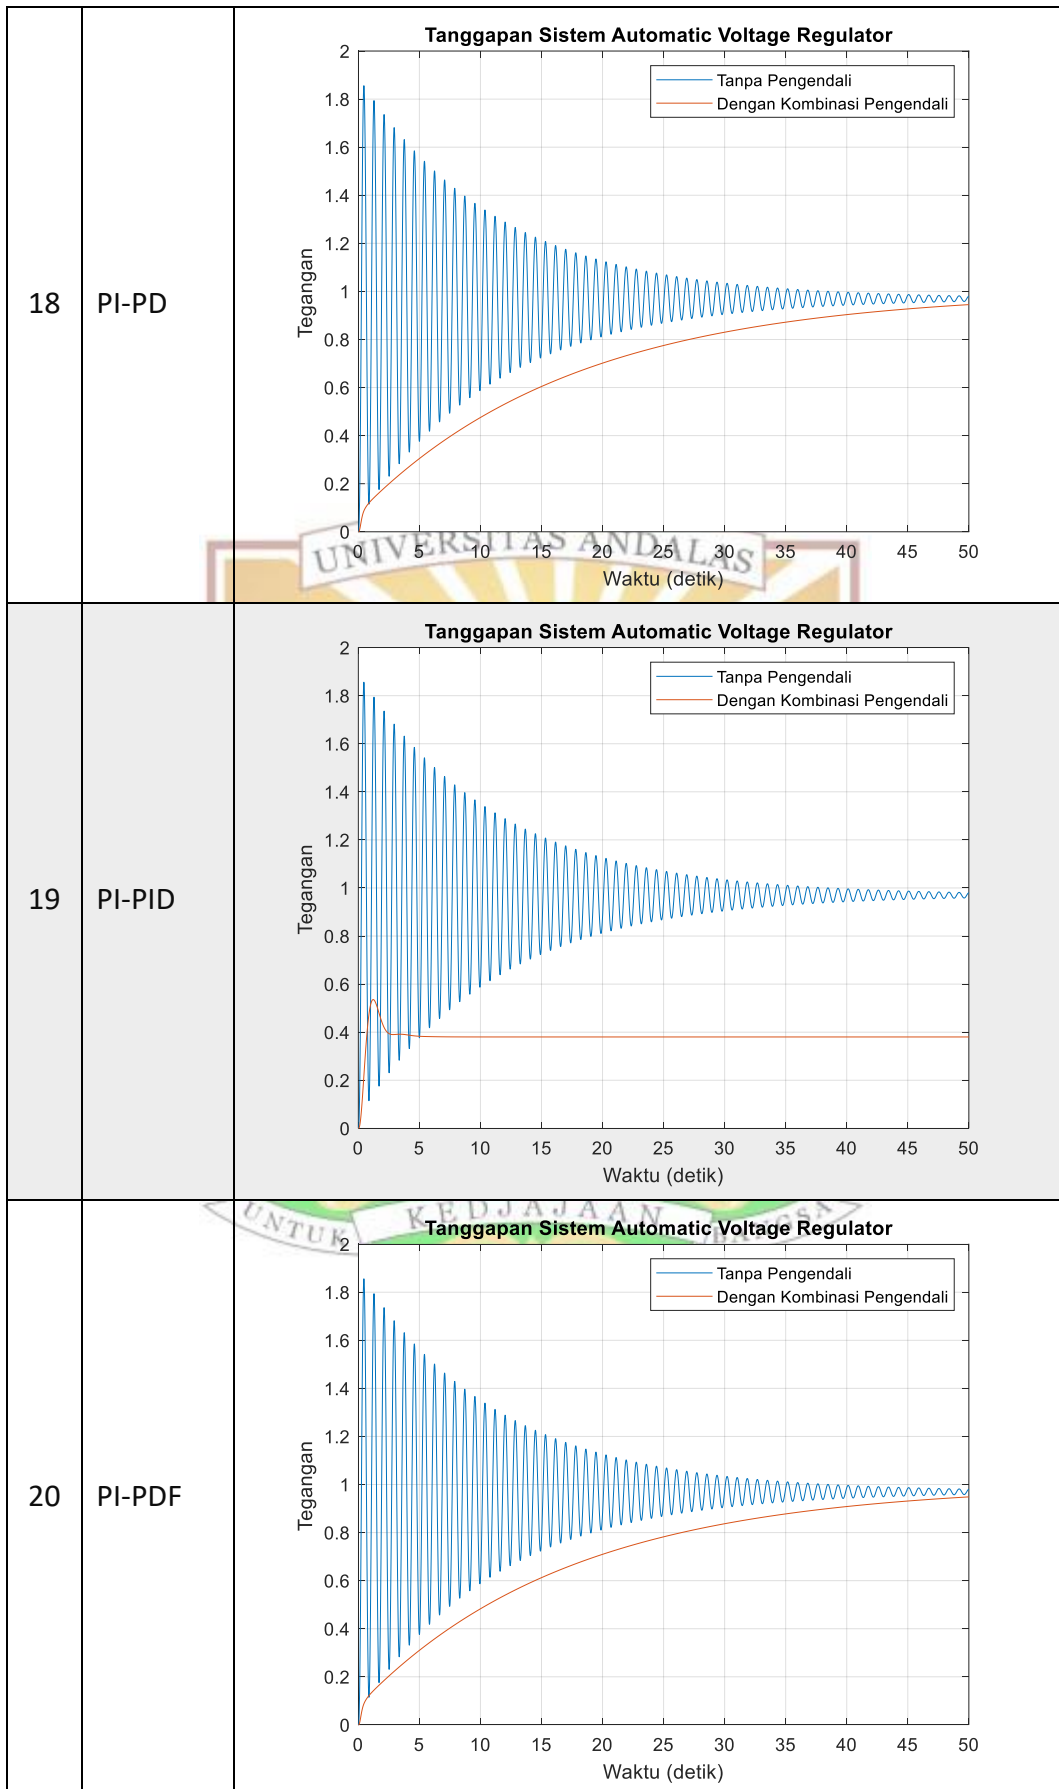 Tanggapan Sistem Automatic Voltage Regulator
2
Tanpa Pengendali
Dengan Kombinasi Pengendali
1.8
1.6
1.4
1.2
18 PI-PD
Tegangan
1
0.8
0.6
0.4
0.2
0
0 5 10 15 20 25 30 35 40 45 50
UNIVERSITAS ANDALAS
Waktu (detik)
Tanggapan Sistem Automatic Voltage Regulator
2
Tanpa Pengendali
Dengan Kombinasi Pengendali
1.8
1.6
1.4
1.2
19 PI-PID
Tegangan
1
0.8
0.6
0.4
0.2
0
0 5 10 15 20 25 30 35 40 45 50
Waktu (detik)
UNTUK KEDJAJAAN BANGSA
Tanggapan Sistem Automatic Voltage Regulator
2
Tanpa Pengendali
Dengan Kombinasi Pengendali
1.8
1.6
1.4
1.2
20 PI-PDF
Tegangan
1
0.8
0.6
0.4
0.2
0
0 5 10 15 20 25 30 35 40 45 50
Waktu (detik)